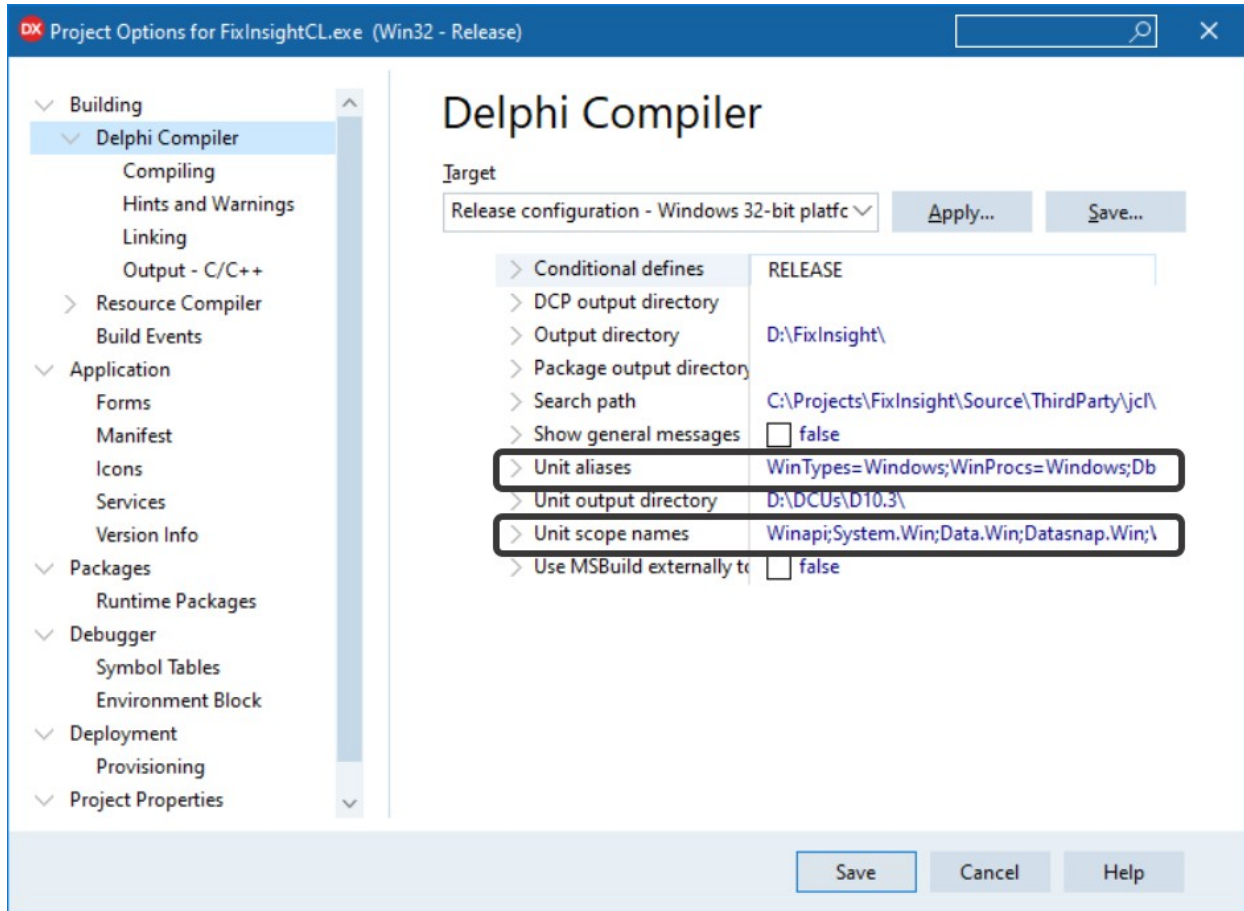 DX Project Options for FixInsightCL.exe (Win32 - Release)
Building
Delphi Compiler
Compiling
Hints and Warnings
Linking
Output - C/C++
Resource Compiler
Build Events
Application
Forms
Manifest
Icons
Services
Version Info
Packages
Runtime Packages
Debugger
Symbol Tables
Environment Block
Deployment
Provisioning
Project Properties
Delphi Compiler
Target
Release configuration - Windows 32-bit platfc Apply... Save...
Conditional defines RELEASE
DCP output directory
Output directory D:\FixInsight\
Package output directory
Search path C:\Projects\FixInsight\Source\ThirdParty\jcl\
Show general messages false
Unit aliases WinTypes=Windows;WinProcs=Windows;Db
Unit output directory D:\DCUs\D10.3\
Unit scope names Winapi;System.Win;Data.Win;Datasnap.Win;\
Use MSBuild externally to false
Save Cancel Help